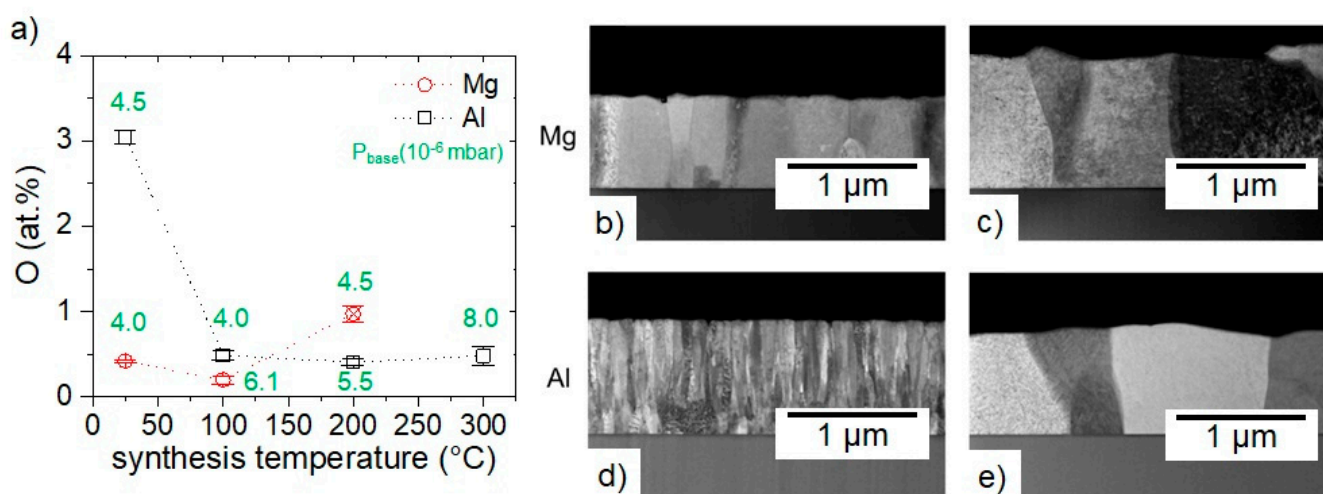 a)
O (at.%)
4
3
2
1
0
4.5
Mg
Al
P_base(10^-6 mbar)
4.0
4.0
4.5
8.0
6.1
5.5
0 50 100 150 200 250 300
synthesis temperature (°C)
Mg
1 µm
b)
1 µm
c)
Al
1 µm
d)
1 µm
e)